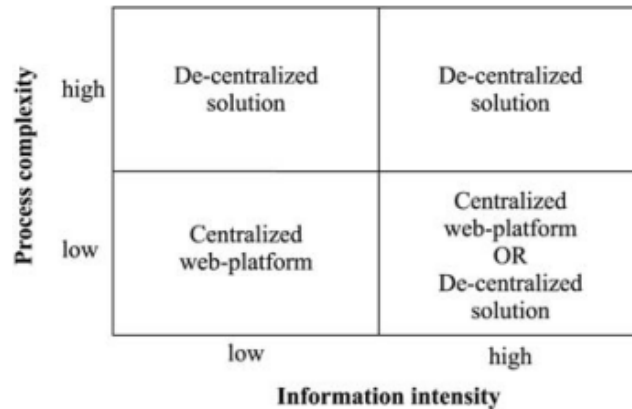 De-centralized
solution
De-centralized
solution
high
Process complexity
Centralized
web-platform
Centralized
web-platform
OR
De-centralized
solution
low
low
high
Information intensity